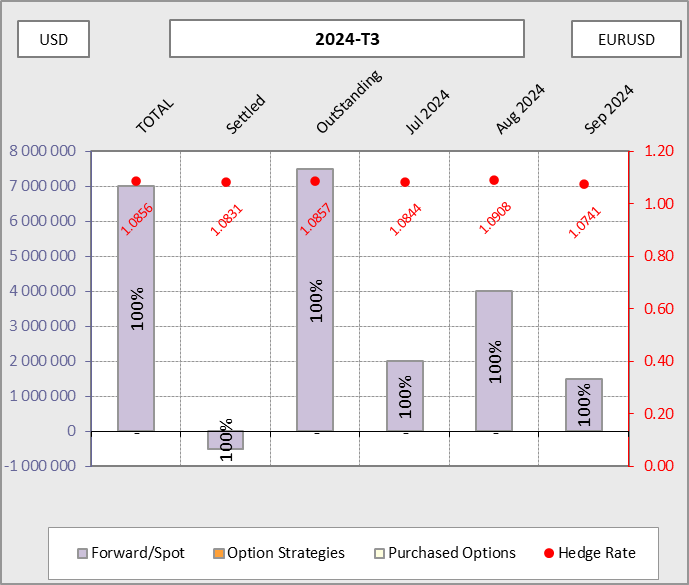 USD
2024-T3
EURUSD
TOTAL
Settled
OutStanding
Jul 2024
Aug 2024
Sep 2024
8 000 000
7 000 000
6 000 000
5 000 000
4 000 000
3 000 000
2 000 000
1 000 000
0
-1 000 000
1.20
1.00
0.80
0.60
0.40
0.20
0.00
1.0856
1.0831
1.0857
1.0844
1.0908
1.0741
100%
100%
100%
100%
100%
100%
Forward/Spot
Option Strategies
Purchased Options
Hedge Rate